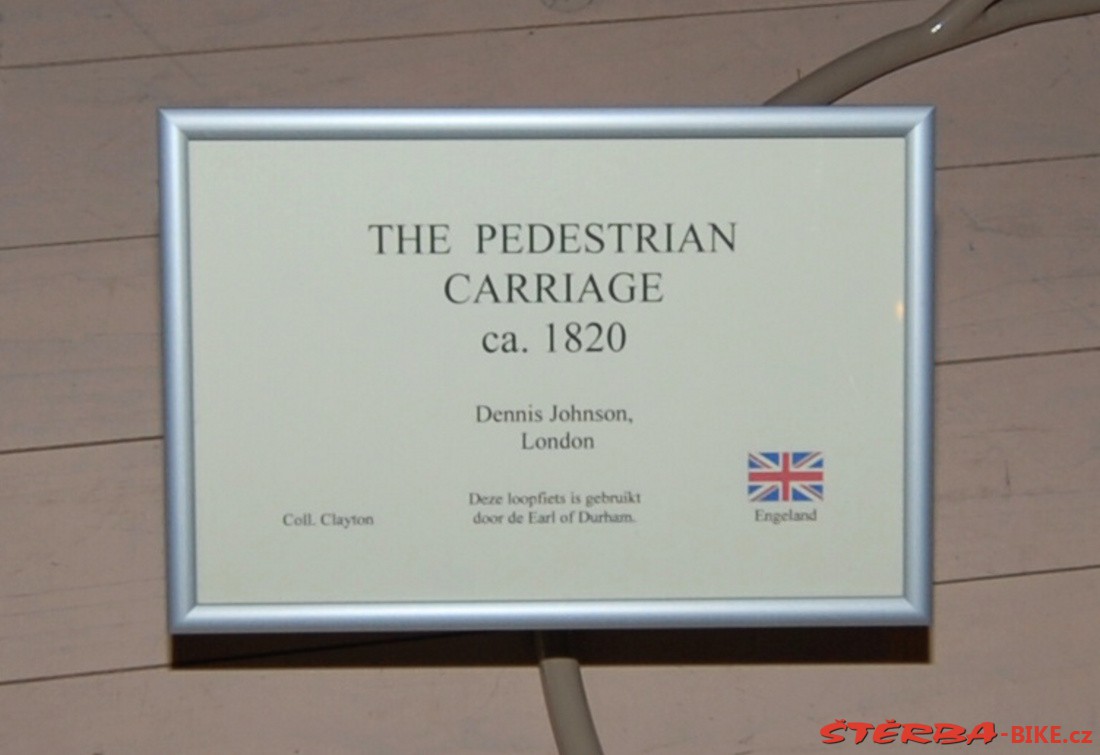 THE PEDESTRIAN
CARRIAGE
ca. 1820
Dennis Johnson,
London
Deze loopfiets is gebruikt
door de Earl of Durham.
Coll. Clayton
Engeland
ŠTĚRBA-BIKE.cz